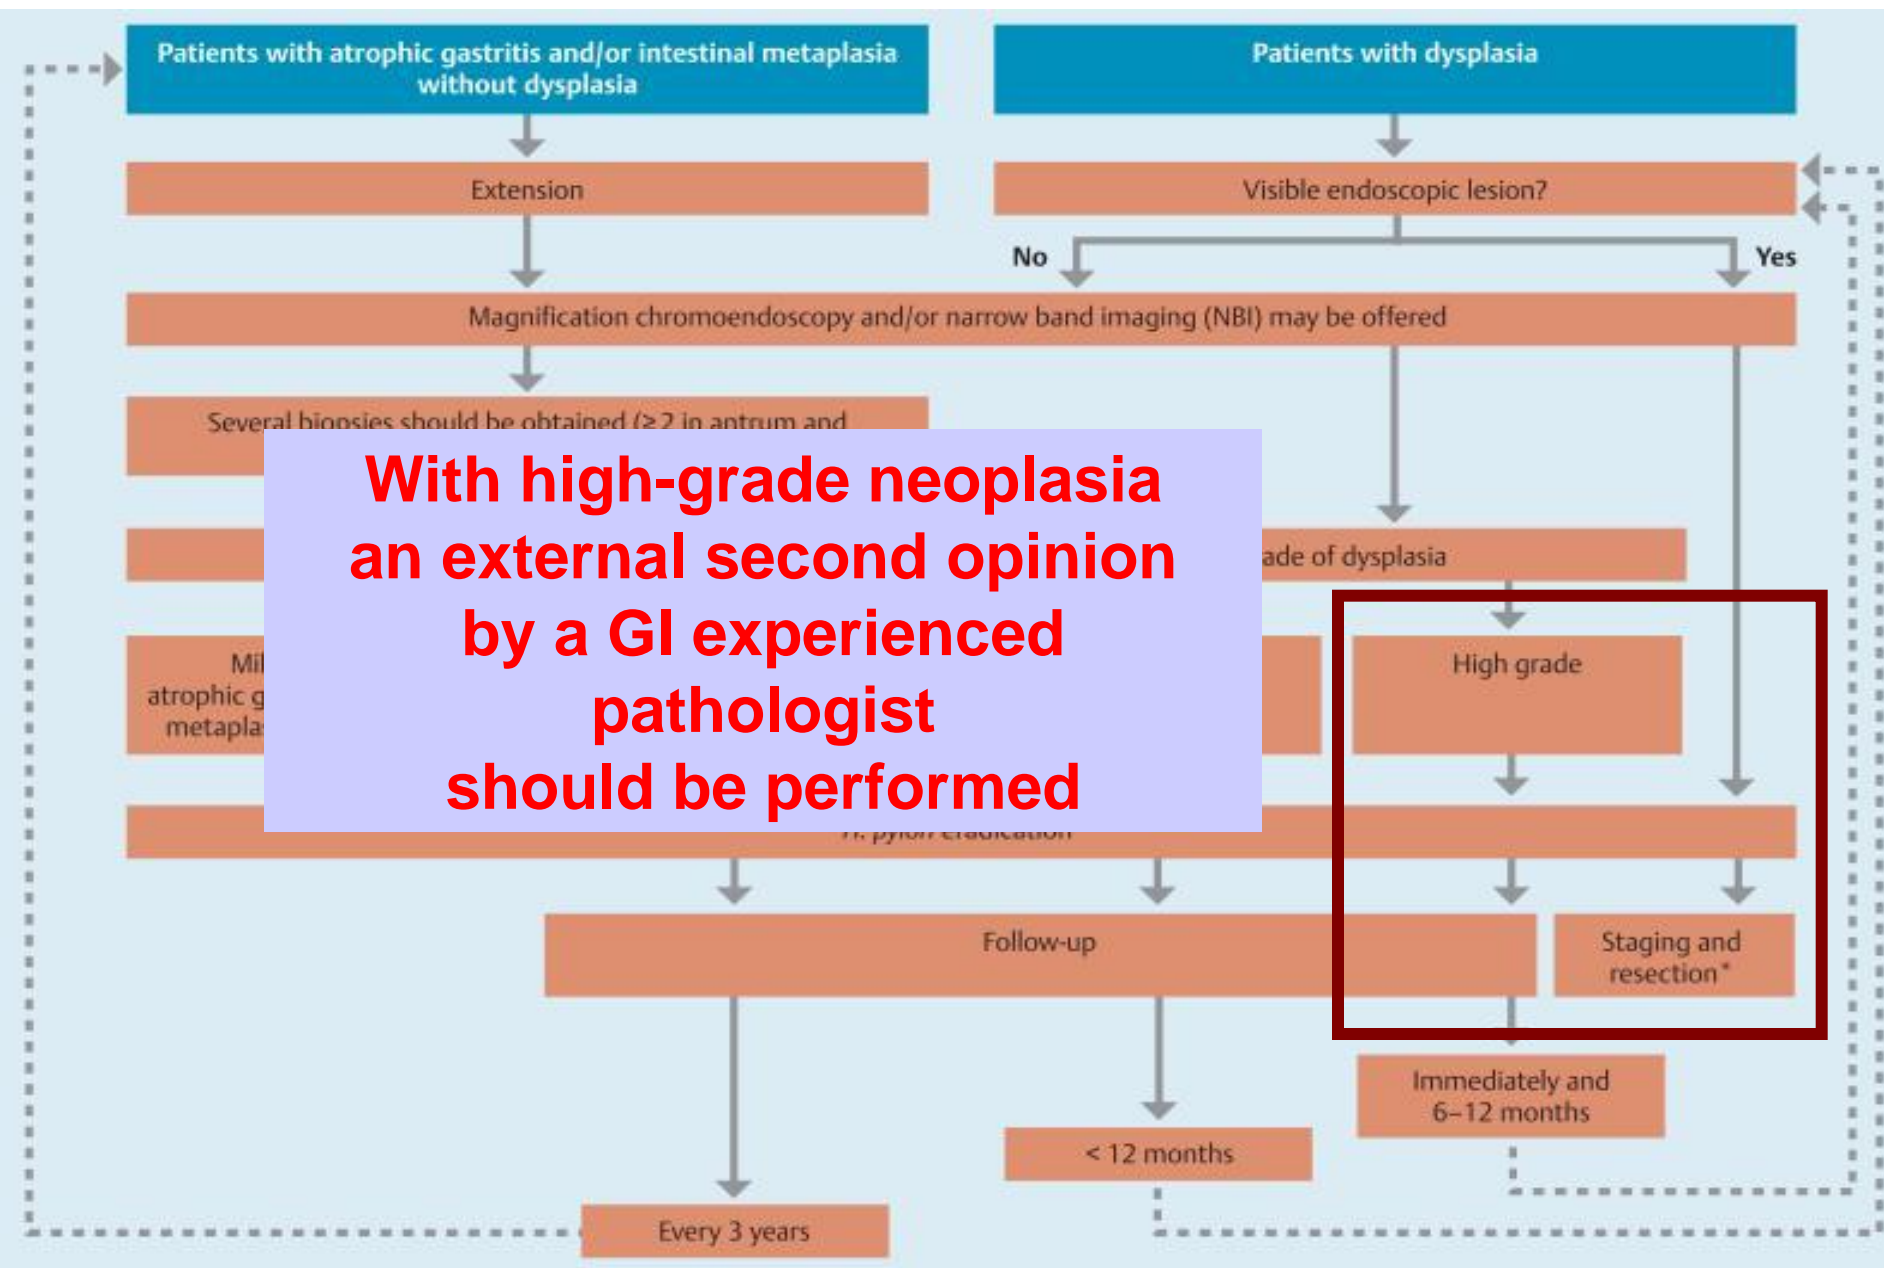 Patients with atrophic gastritis and/or intestinal metaplasia
without dysplasia
Patients with dysplasia
Extension
Visible endoscopic lesion?
No
Yes
Magnification chromoendoscopy and/or narrow band imaging (NBI) may be offered
Several biopsies should be obtained (≥2 in antrum and
With high-grade neoplasia
an external second opinion
by a GI experienced
pathologist
should be performed
of dysplasia
atrophic
High grade
H. pylori eradication
Follow-up
Staging and
resection*
Immediately and
6–12 months
< 12 months
Every 3 years